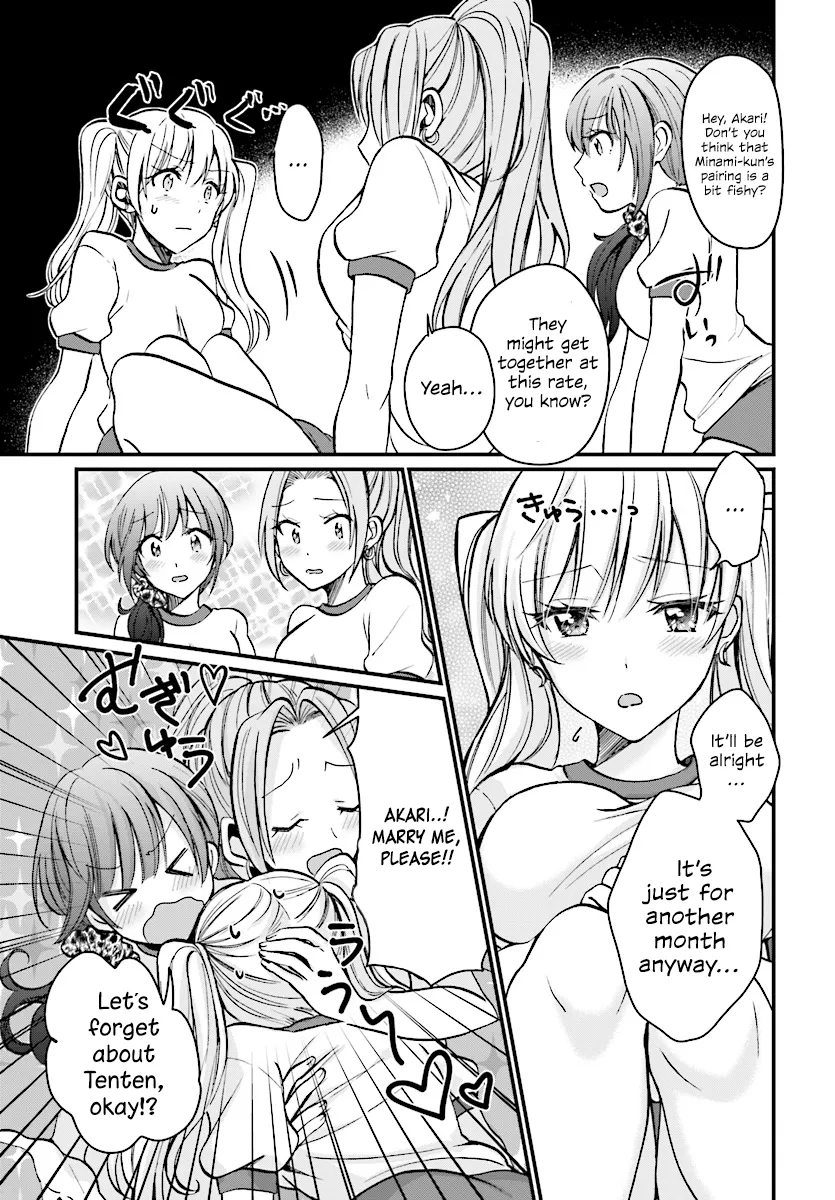 Hey, Akari!
Don't you
think that
Minami-kun's
pairing is a
bit fishy?
ずいっ
They
might get
together at
this rate,
you know?
Yeah...
...
ぐぐぐ…
...
きゅう・・・っ
It'll be
alright
...
It's
just for
another
month
anyway...
AKARI..!
MARRY ME,
PLEASE!!
むぎゅうう
Let's
forget
about
Tenten,
okay!?